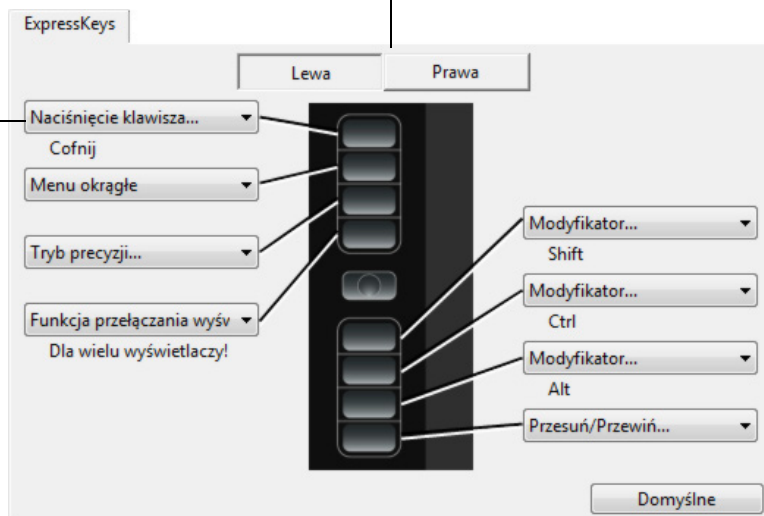 ExpressKeys
Lewa
Prawa
Naciśnięcie klawisza...
Cofnij
Menu okrągłe
Tryb precyzji...
Funkcja przełączania wyśv
Dla wielu wyświetlaczy!
Modyfikator...
Shift
Modyfikator...
Ctrl
Modyfikator...
Alt
Przesuń/Przewiń...
Domyślne